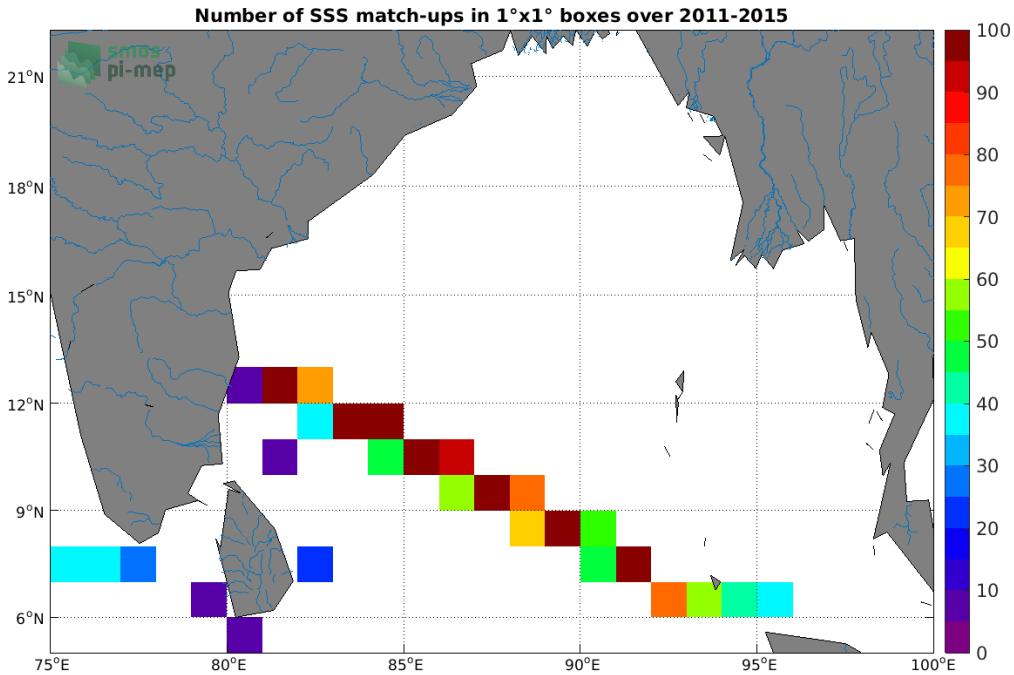 Number of SSS match-ups in 1°x1° boxes over 2011-2015
smos
pi-mep
21°N
18°N
15°N
12°N
9°N
6°N
75°E
80°E
85°E
90°E
95°E
100°E
100
90
80
70
60
50
40
30
20
10
0